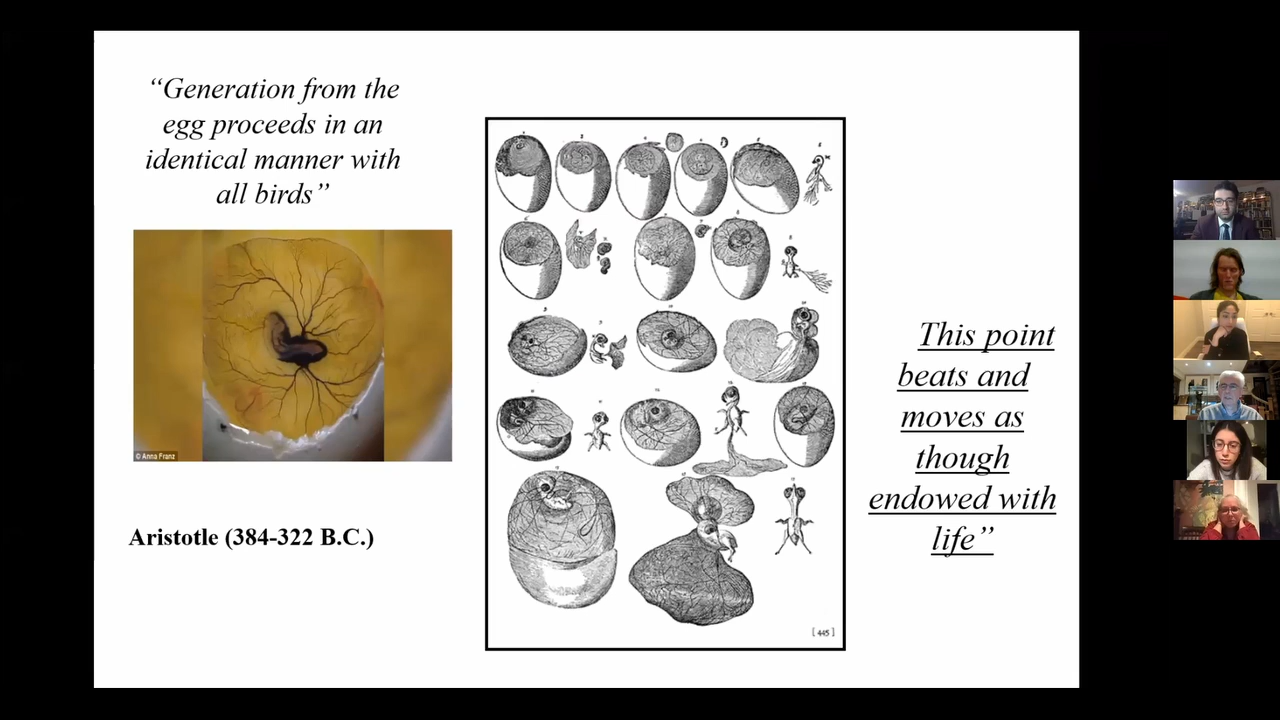 “Generation from the
egg proceeds in an
identical manner with
all birds”
© Anna Franz
Aristotle (384-322 B.C.)
[ 445 ]
This point
beats and
moves as
though
endowed with
life”